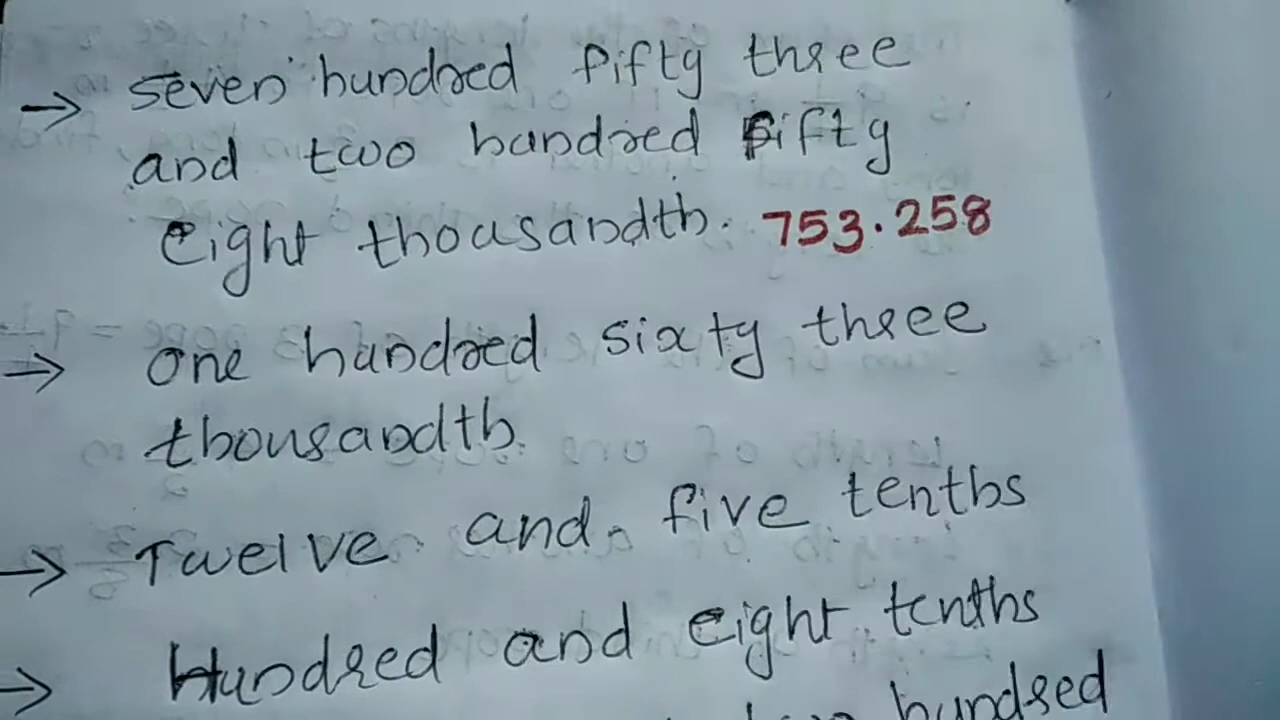 → seven hundred fifty three
and two hundred fifty
eight thousandth. 753.258
→ one hundred sixty three
thousandth.
→ Twelve and five tenths
→ Hundred and eight tenths
hundred